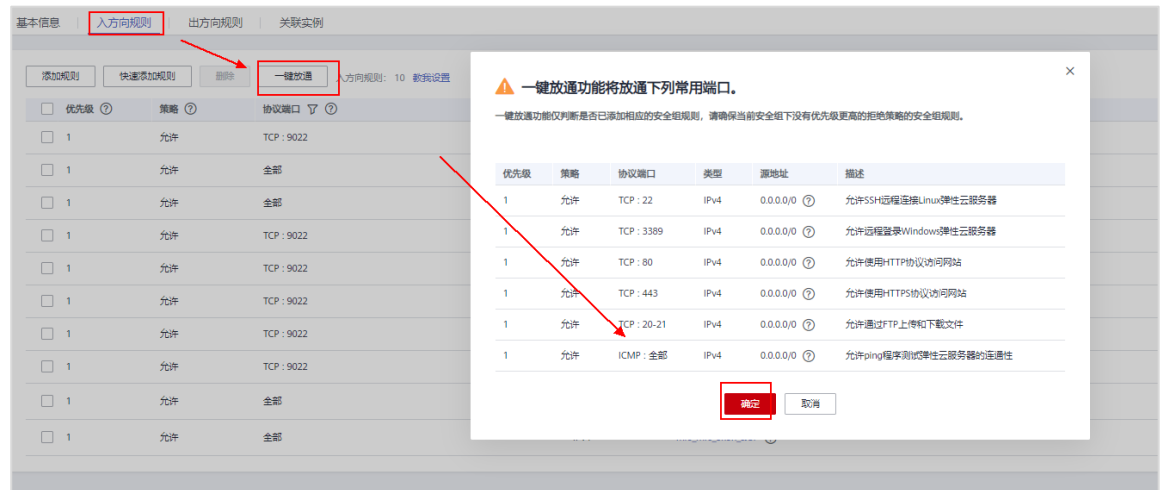 基本信息 入方向规则 出方向规则 关联实例
添加规则 快速添加规则 删除 一键放通 入方向规则: 10 教我设置
优先级 策略 协议端口
1 允许 TCP : 9022
1 允许 全部
1 允许 全部
1 允许 TCP : 9022
1 允许 TCP : 9022
1 允许 TCP : 9022
1 允许 TCP : 9022
1 允许 TCP : 9022
1 允许 全部
1 允许 全部
一键放通功能将放通下列常用端口。
一键放通功能仅判断是否已添加相应的安全组规则，请确保当前安全组下没有优先级更高的拒绝策略的安全组规则。
优先级 策略 协议端口 类型 源地址 描述
1 允许 TCP : 22 IPv4 0.0.0.0/0 允许SSH远程连接Linux弹性云服务器
1 允许 TCP : 3389 IPv4 0.0.0.0/0 允许远程登录Windows弹性云服务器
1 允许 TCP : 80 IPv4 0.0.0.0/0 允许使用HTTP协议访问网站
1 允许 TCP : 443 IPv4 0.0.0.0/0 允许使用HTTPS协议访问网站
1 允许 TCP : 20-21 IPv4 0.0.0.0/0 允许通过FTP上传和下载文件
1 允许 ICMP : 全部 IPv4 0.0.0.0/0 允许ping程序测试弹性云服务器的连通性
确定 取消